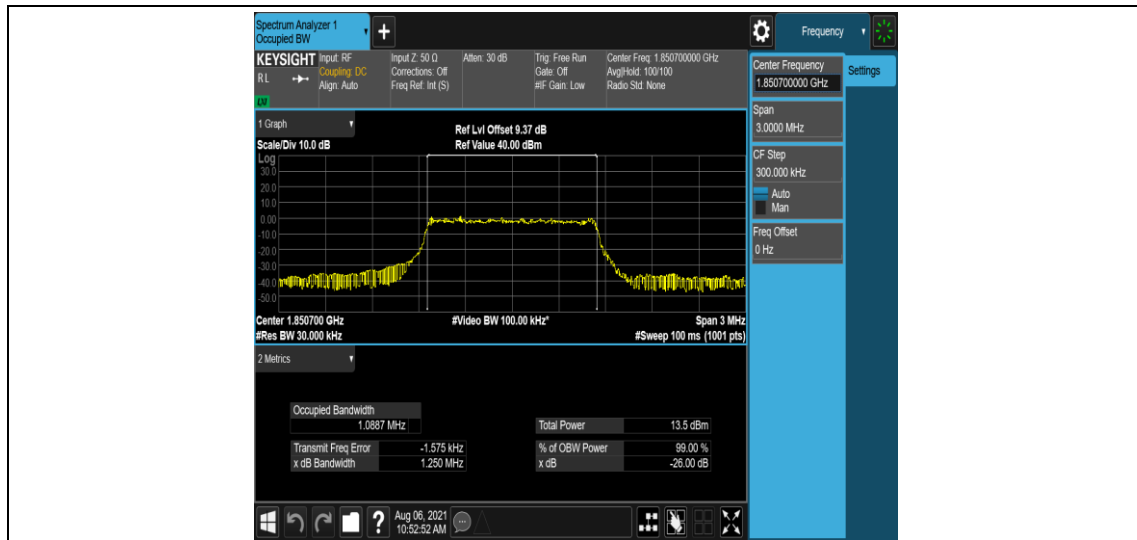 Spectrum Analyzer 1
Occupied BW
Frequency
KEYSIGHT
RL
LNI
Input: RF
Coupling: DC
Align: Auto
Input Z: 50 Ω
Corrections: Off
Freq Ref: Int (S)
Atten: 30 dB
Trig: Free Run
Gate: Off
#IF Gain: Low
Center Freq: 1.850700000 GHz
Avg|Hold: 100/100
Radio Std: None
Center Frequency
1.850700000 GHz
Settings
Span
3.0000 MHz
CF Step
300.000 kHz
Auto
Man
Freq Offset
0 Hz
1 Graph
Ref Lvl Offset 9.37 dB
Scale/Div 10.0 dB
Ref Value 40.00 dBm
Log
30.0
20.0
10.0
0.00
-10.0
-20.0
-30.0
-40.0
-50.0
Center 1.850700 GHz
#Video BW 100.00 kHz*
Span 3 MHz
#Res BW 30.000 kHz
#Sweep 100 ms (1001 pts)
2 Metrics
Occupied Bandwidth
1.0887 MHz
Total Power 13.5 dBm
Transmit Freq Error -1.575 kHz
% of OBW Power 99.00 %
x dB Bandwidth 1.250 MHz
x dB -26.00 dB
?
Aug 06, 2021
10:52:52 AM